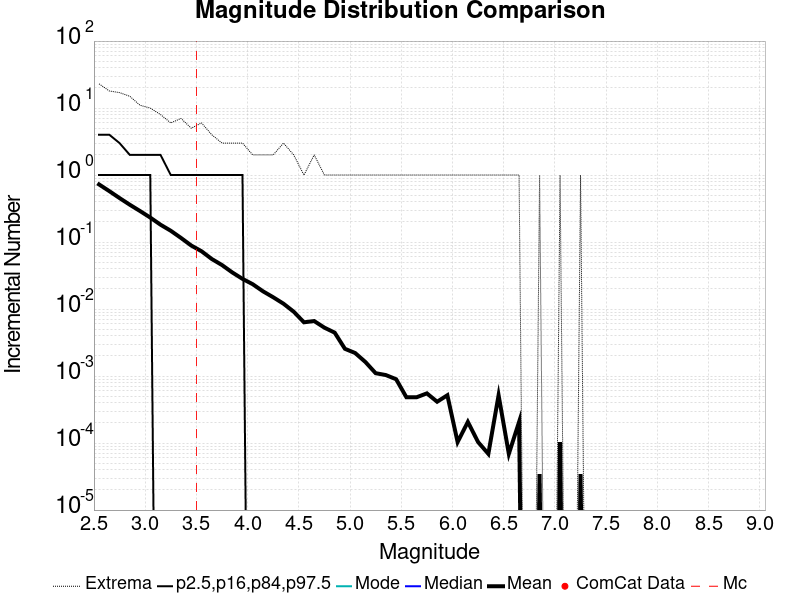 Magnitude Distribution Comparison
10^2
10^1
10^0
10^-1
10^-2
10^-3
10^-4
10^-5
Incremental Number
2.5 3.0 3.5 4.0 4.5 5.0 5.5 6.0 6.5 7.0 7.5 8.0 8.5 9.0
Magnitude
Extrema p2.5,p16,p84,p97.5 Mode Median Mean ComCat Data Mc